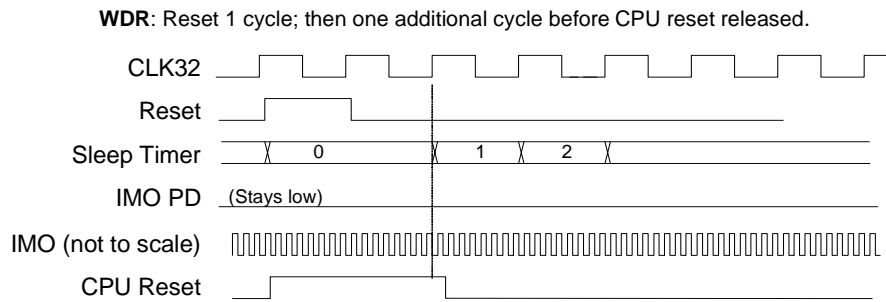 WDR: Reset 1 cycle; then one additional cycle before CPU reset released.
CLK32
Reset
Sleep Timer 0 1 2
IMO PD (Stays low)
IMO (not to scale)
CPU Reset